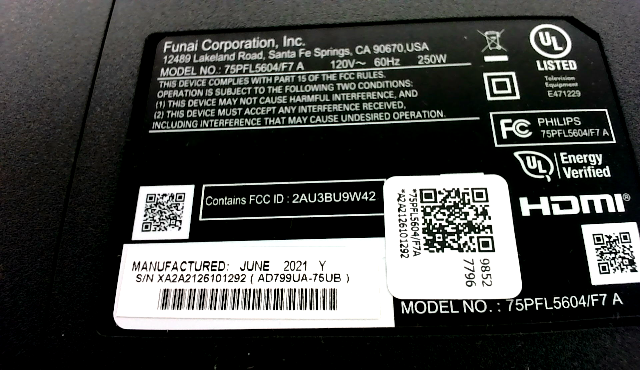 Funai Corporation, Inc.
12489 Lakeland Road, Santa Fe Springs, CA 90670,USA
MODEL NO.: 75PFL5604/F7 A 120V~ 60Hz 250W
THIS DEVICE COMPLIES WITH PART 15 OF THE FCC RULES.
OPERATION IS SUBJECT TO THE FOLLOWING TWO CONDITIONS:
(1) THIS DEVICE MAY NOT CAUSE HARMFUL INTERFERENCE, AND
(2) THIS DEVICE MUST ACCEPT ANY INTERFERENCE RECEIVED,
INCLUDING INTERFERENCE THAT MAY CAUSE UNDESIRED OPERATION.
UL
LISTED
Television
Equipment
E471229
FC PHILIPS
75PFL5604/F7 A
UL Energy
Verified
HDMI®
Contains FCC ID : 2AU3BU9W42
*75PFL5604/F7A
*A2A2126101292
9852
7796
MANUFACTURED: JUNE 2021 Y
S/N XA2A2126101292 ( AD799UA-75UB )
MODEL NO. : 75PFL5604/F7 A